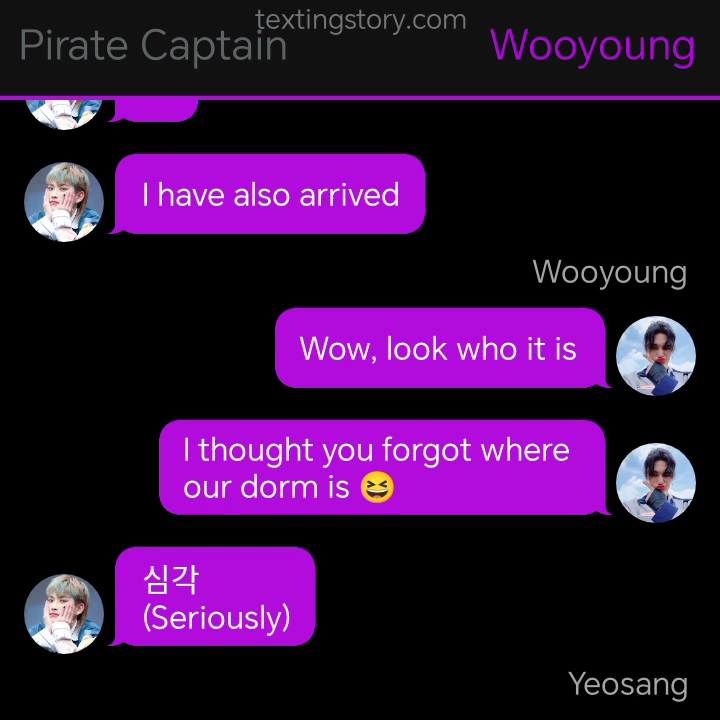 textingstory.com
Pirate Captain
Wooyoung
I have also arrived
Wooyoung
Wow, look who it is
I thought you forgot where
our dorm is 😆
심각
(Seriously)
Yeosang